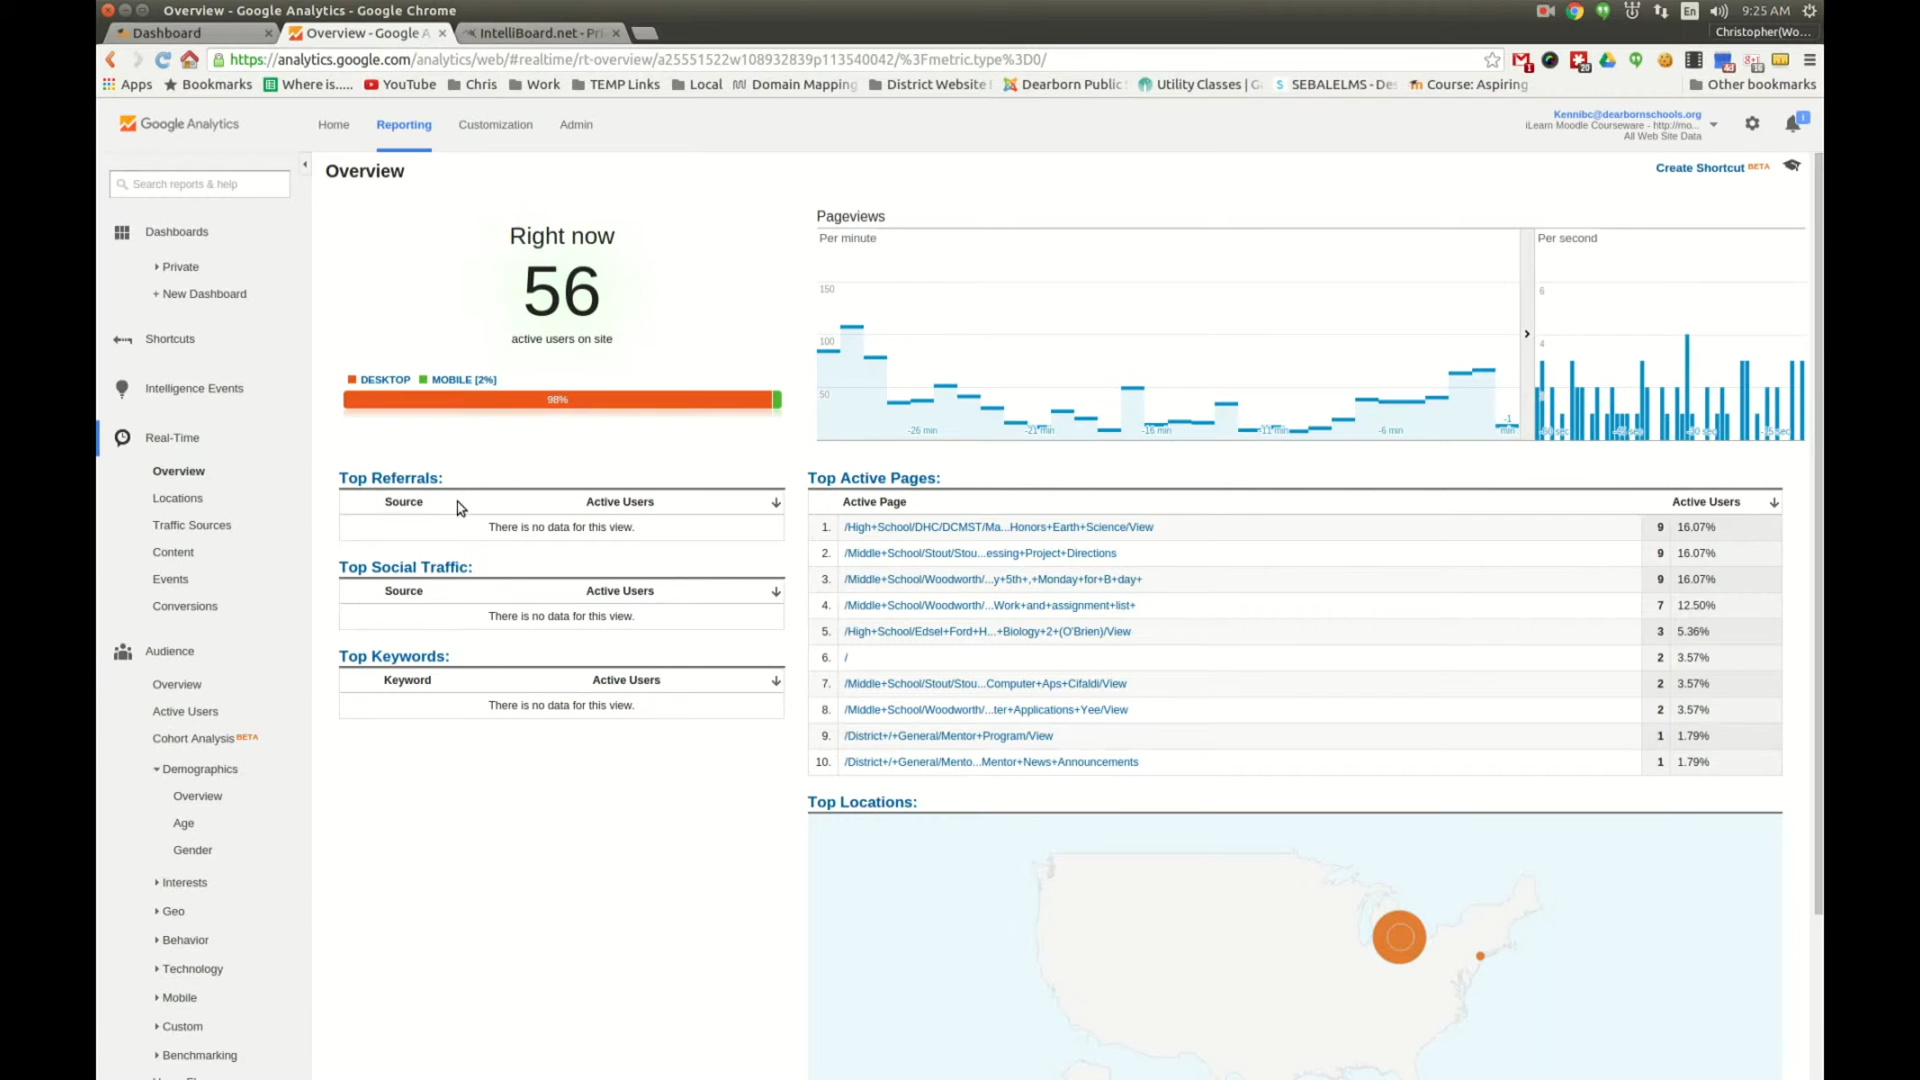 Overview - Google Analytics - Google Chrome
En
9:25 AM
Dashboard
Overview - Google A
IntelliBoard.net - Pri
Christopher(Wo...
https://analytics.google.com/analytics/web/#realtime/rt-overview/a25551522w108932839p113540042/%3Fmetric.type%3D0/
Apps
Bookmarks
Where is.....
YouTube
Chris
Work
TEMP Links
Local
Domain Mapping
District Website
Dearborn Public
Utility Classes | G
SEBALELMS - Des
Course: Aspiring
Other bookmarks
Google Analytics
Home
Reporting
Customization
Admin
Kennibc@dearbornschools.org
iLearn Moodle Courseware - http://mo...
All Web Site Data
Search reports & help
Dashboards
Private
+ New Dashboard
Shortcuts
Intelligence Events
Real-Time
Overview
Locations
Traffic Sources
Content
Events
Conversions
Audience
Overview
Active Users
Cohort Analysis BETA
Demographics
Overview
Age
Gender
Interests
Geo
Behavior
Technology
Mobile
Custom
Benchmarking
Overview
Create Shortcut BETA
Right now
56
active users on site
DESKTOP MOBILE [2%]
98%
Pageviews
Per minute
150
100
50
-26 min
-21 min
-16 min
-11 min
-6 min
-1
min
Per second
6
4
Top Referrals:
Source Active Users
There is no data for this view.
Top Social Traffic:
Source Active Users
There is no data for this view.
Top Keywords:
Keyword Active Users
There is no data for this view.
Top Active Pages:
Active Page Active Users
1. /High+School/DHC/DCMST/Ma...Honors+Earth+Science/View 9 16.07%
2. /Middle+School/Stout/Stou...essing+Project+Directions 9 16.07%
3. /Middle+School/Woodworth/...y+5th+,+Monday+for+B+day+ 9 16.07%
4. /Middle+School/Woodworth/...Work+and+assignment+list+ 7 12.50%
5. /High+School/Edsel+Ford+H...+Biology+2+(O'Brien)/View 3 5.36%
6. / 2 3.57%
7. /Middle+School/Stout/Stou...Computer+Aps+Cifaldi/View 2 3.57%
8. /Middle+School/Woodworth/...ter+Applications+Yee/View 2 3.57%
9. /District+/+General/Mentor+Program/View 1 1.79%
10. /District+/+General/Mento...Mentor+News+Announcements 1 1.79%
Top Locations: